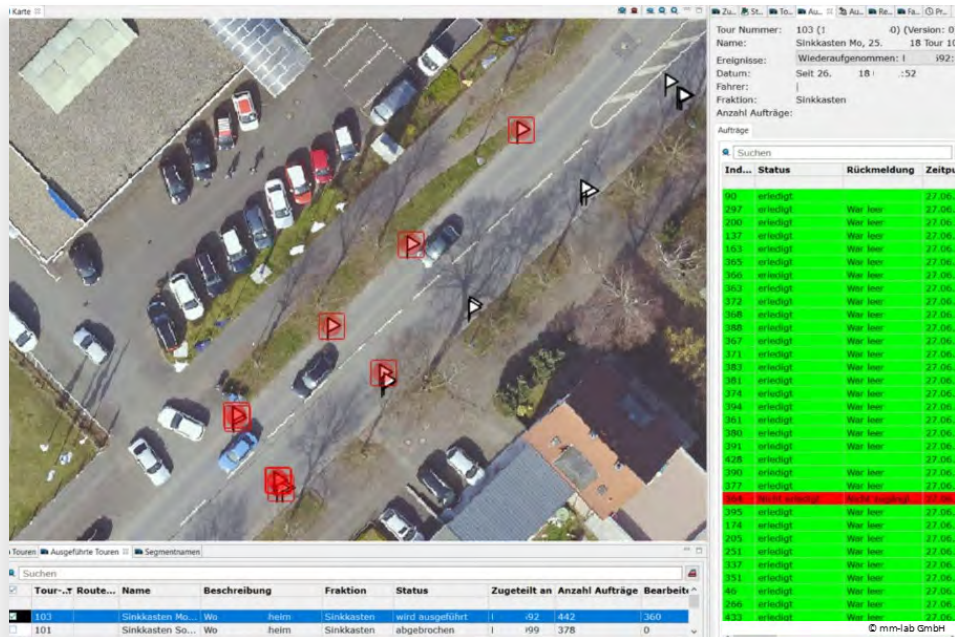 Karte
Zu..
St..
To..
Au..
Au..
Re..
Fa..
Pr..
Tour Nummer: 103 (1 0) (Version: 0)
Name: Sinkkasten Mo, 25. 18 Tour 10
Ereignisse: Wiederaufgenommen: I 92:
Datum: Seit 26. 18 :52
Fahrer:
Fraktion: Sinkkasten
Anzahl Aufträge:
Aufträge
Suchen
Ind... Status Rückmeldung Zeitpu
90 erledigt 27.06.
297 erledigt War leer 27.06.
200 erledigt War leer 27.06.
137 erledigt War leer 27.06.
163 erledigt War leer 27.06.
365 erledigt War leer 27.06.
366 erledigt War leer 27.06.
363 erledigt War leer 27.06.
372 erledigt War leer 27.06.
368 erledigt War leer 27.06.
388 erledigt War leer 27.06.
367 erledigt War leer 27.06.
371 erledigt War leer 27.06.
383 erledigt War leer 27.06.
381 erledigt War leer 27.06.
374 erledigt War leer 27.06.
394 erledigt War leer 27.06.
361 erledigt War leer 27.06.
380 erledigt War leer 27.06.
391 erledigt War leer 27.06.
428 erledigt 27.06.
390 erledigt War leer 27.06.
377 erledigt War leer 27.06.
Nicht erledigt Nicht 27.06.
395 erledigt War leer 27.06.
174 erledigt War leer 27.06.
205 erledigt War leer 27.06.
251 erledigt War leer 27.06.
337 erledigt War leer 27.06.
351 erledigt War leer 27.06.
46 erledigt War leer 27.06.
266 erledigt War leer 27.06.
433 erledigt War leer 27.06.
Touren Ausgeführte Touren Segmentnamen
Suchen
Tour-.. Route... Name Beschreibung Fraktion Status Zugeteilt an Anzahl Aufträge Bearbeite
103 Sinkkasten Mo... Wo heim Sinkkasten wird ausgeführt I 92 442 360
101 Sinkkasten So... Wo heim Sinkkasten abgebrochen I 99 378 0
© mm-lab GmbH